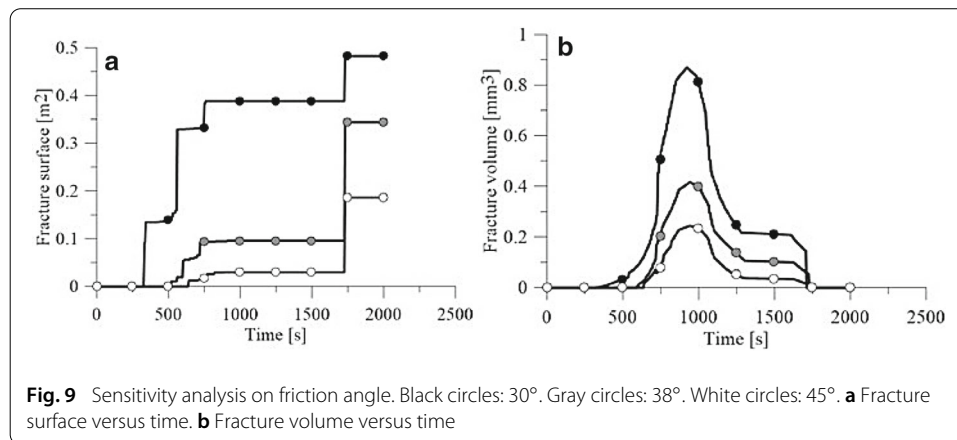 a
Fracture surface [m2]
0.5
0.4
0.3
0.2
0.1
0
0 500 1000 1500 2000 2500
Time [s]
b
Fracture volume [mm3]
1
0.8
0.6
0.4
0.2
0
0 500 1000 1500 2000 2500
Time [s]
Fig. 9 Sensitivity analysis on friction angle. Black circles: 30°. Gray circles: 38°. White circles: 45°. a Fracture
surface versus time. b Fracture volume versus time